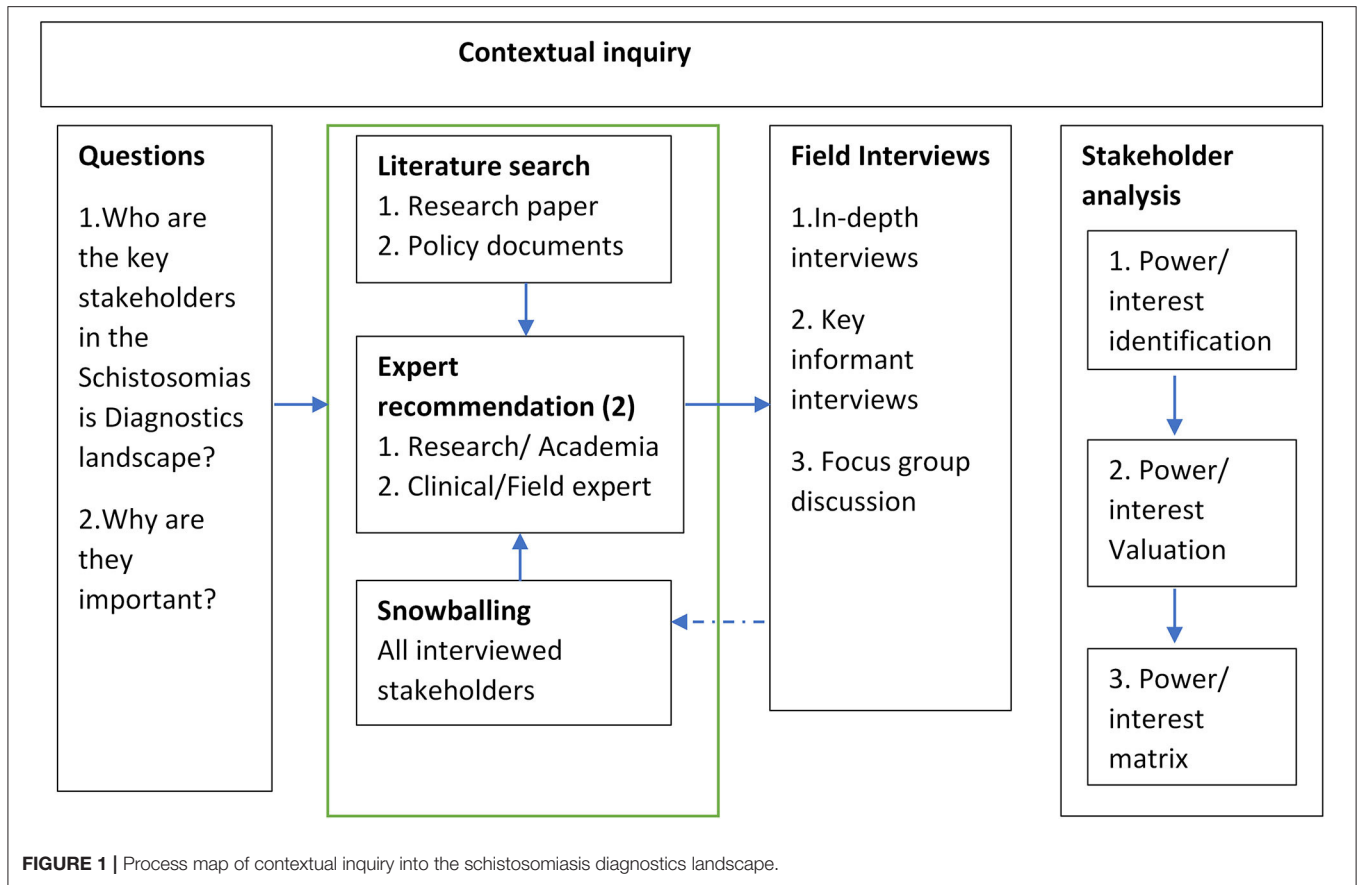 Contextual inquiry
Questions
1.Who are
the key
stakeholders
in the
Schistosomias
is Diagnostics
landscape?
2.Why are
they
important?
Literature search
1. Research paper
2. Policy documents
Expert
recommendation (2)
1. Research/ Academia
2. Clinical/Field expert
Snowballing
All interviewed
stakeholders
Field Interviews
1.In-depth
interviews
2. Key
informant
interviews
3. Focus group
discussion
Stakeholder
analysis
1. Power/
interest
identification
2. Power/
interest
Valuation
3. Power/
interest
matrix
FIGURE 1 | Process map of contextual inquiry into the schistosomiasis diagnostics landscape.